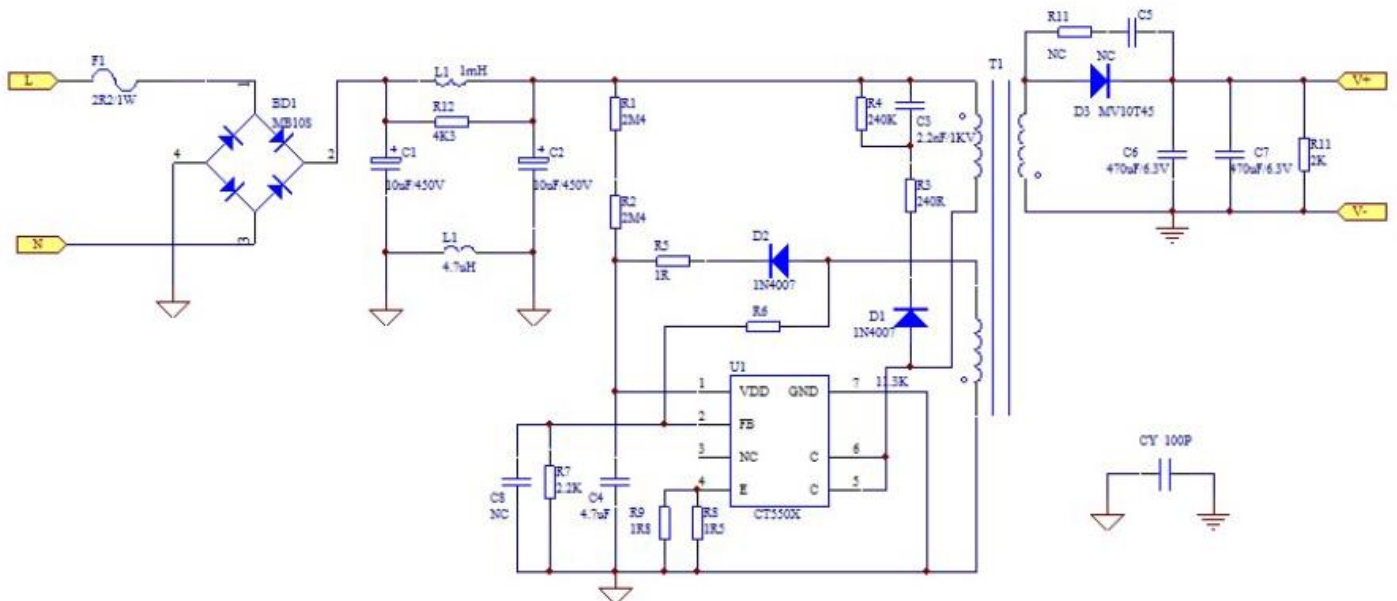 L
F1
2R2/1W
1
BD1
MB10S
4
2
3
N
L1 1mH
R12
4K3
C1
+
10uF/450V
C2
+
10uF/450V
L1
4.7uH
R1
2M4
R2
2M4
R4
240K
C3
2.2nF/1KV
R3
240R
T1
R11
NC
C5
NC
D3 MV10T45
V+
C6
470uF/6.3V
C7
470uF/6.3V
R11
2K
V-
R5
1R
D2
1N4007
R6
D1
1N4007
11.3K
U1
1 VDD GND 7
2 FB
3 NC C 6
4 E C 5
CT550X
C8
NC
R7
2.2K
C4
4.7uF
R9
1R8
R8
1R5
CY 100P